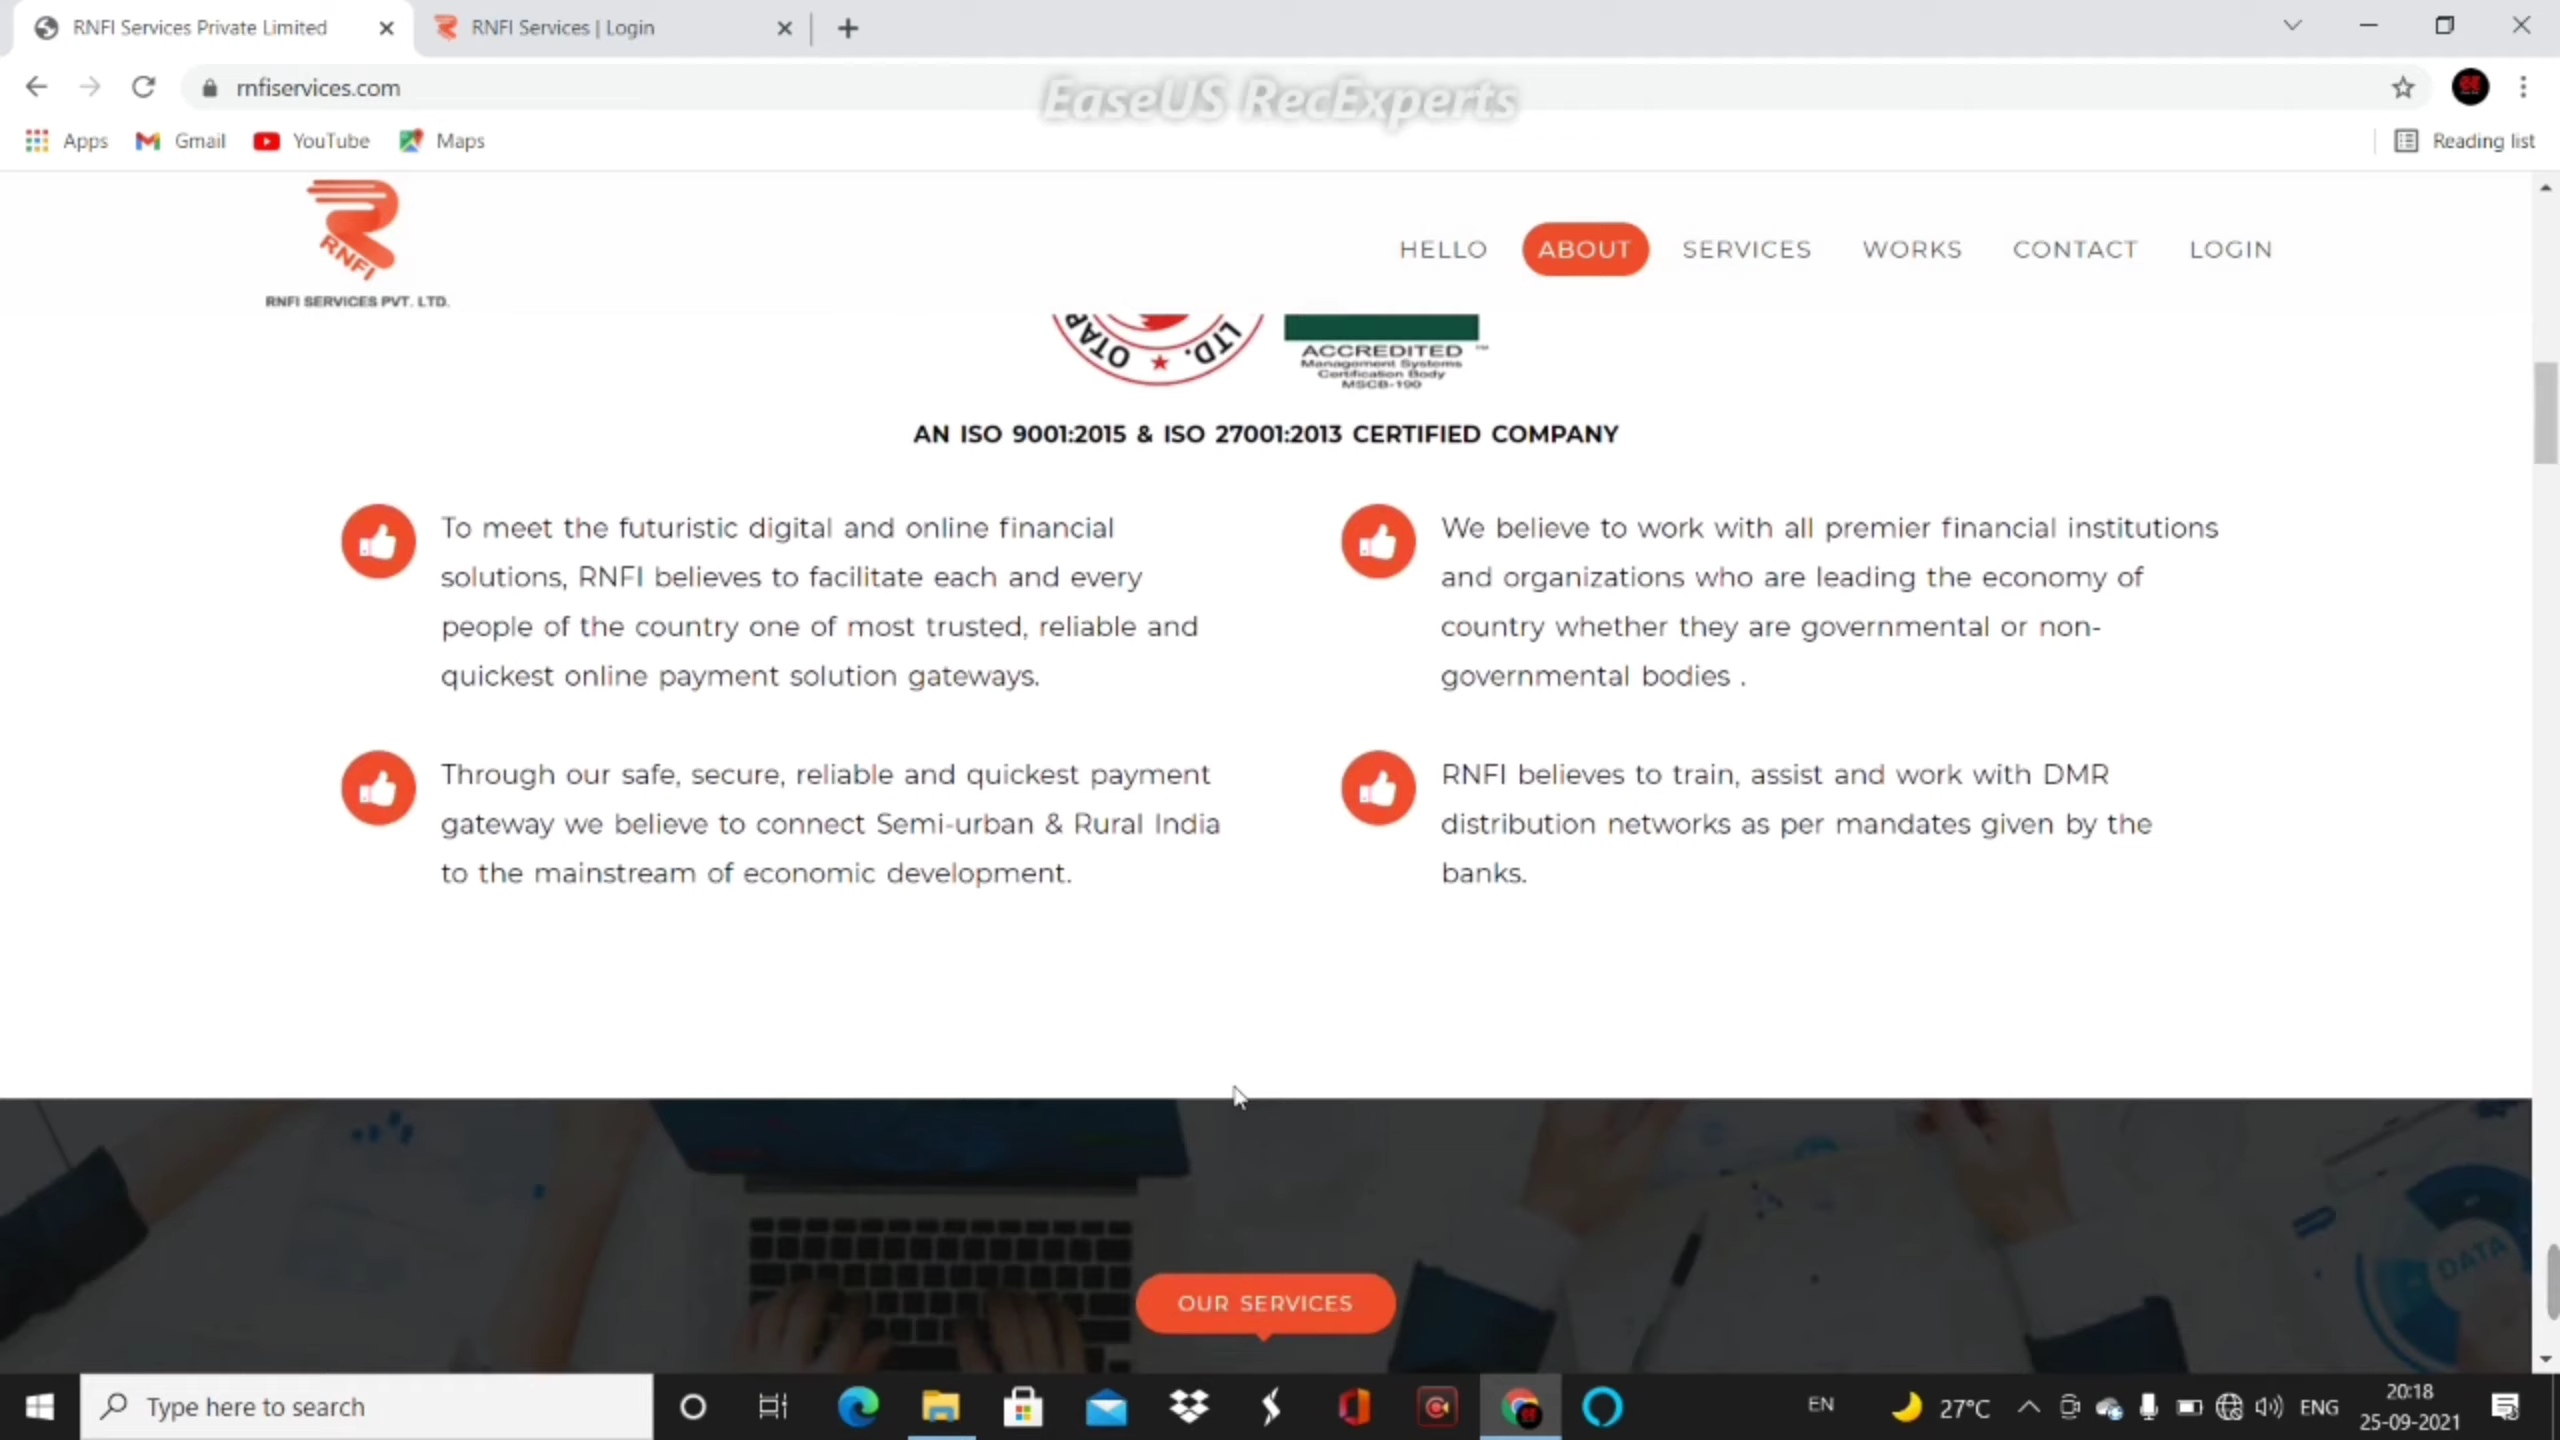 RNFI Services Private Limited
RNFI Services | Login
rnfiservices.com
EaseUS RecExperts
Apps
Gmail
YouTube
Maps
Reading list
RNFI
RNFI SERVICES PVT. LTD.
HELLO
ABOUT
SERVICES
WORKS
CONTACT
LOGIN
LTD.
ACCREDITED
Management Systems
Certification Body
MSCB-190
AN ISO 9001:2015 & ISO 27001:2013 CERTIFIED COMPANY
To meet the futuristic digital and online financial
solutions, RNFI believes to facilitate each and every
people of the country one of most trusted, reliable and
quickest online payment solution gateways.
We believe to work with all premier financial institutions
and organizations who are leading the economy of
country whether they are governmental or non-
governmental bodies .
Through our safe, secure, reliable and quickest payment
gateway we believe to connect Semi-urban & Rural India
to the mainstream of economic development.
RNFI believes to train, assist and work with DMR
distribution networks as per mandates given by the
banks.
DATA
OUR SERVICES
Type here to search
EN
27°C
ENG
20:18
25-09-2021